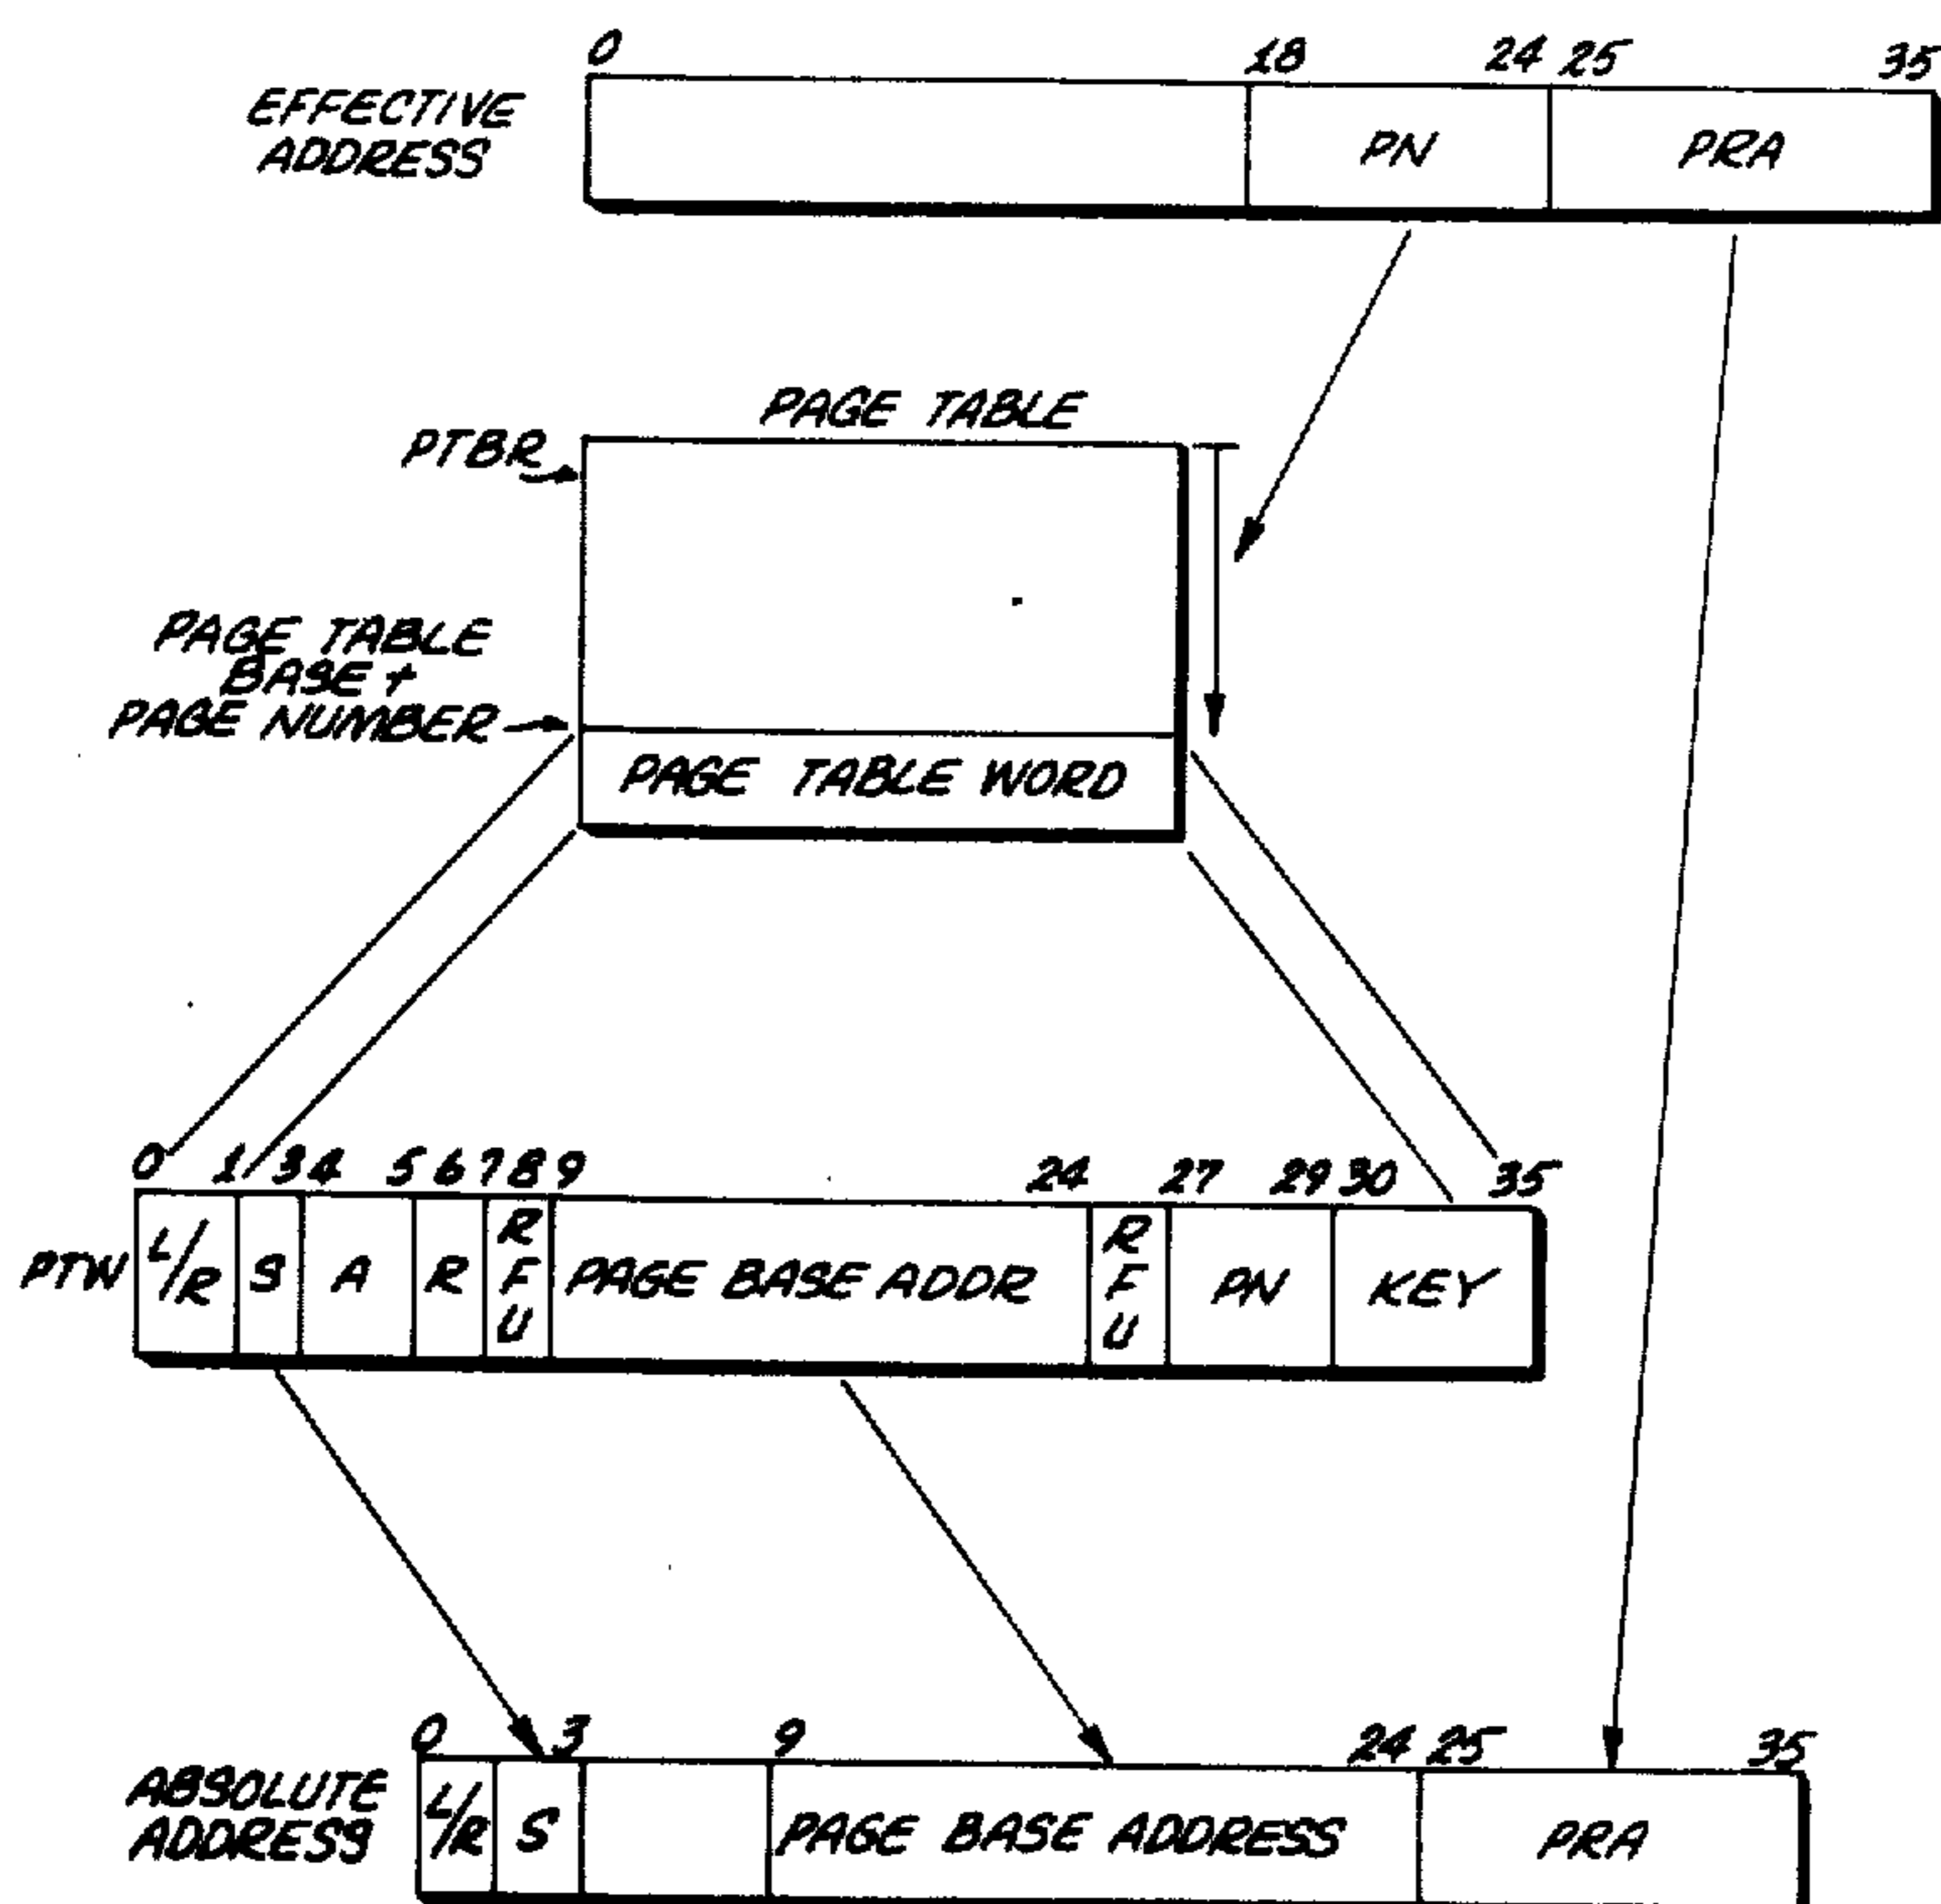 0 18 24 25 35
EFFECTIVE
ADDRESS
PN
PRA
PAGE TABLE
PTBR
PAGE TABLE
BASE +
PAGE NUMBER
PAGE TABLE WORD
0 1 3 4 5 6 7 8 9 24 27 29 30 35
PTW
L/R
S
A
R
R
F
U
PAGE BASE ADDR
R
F
U
PN
KEY
0 3 9 24 25 35
ABSOLUTE
ADDRESS
L/R
S
PAGE BASE ADDRESS
PRA